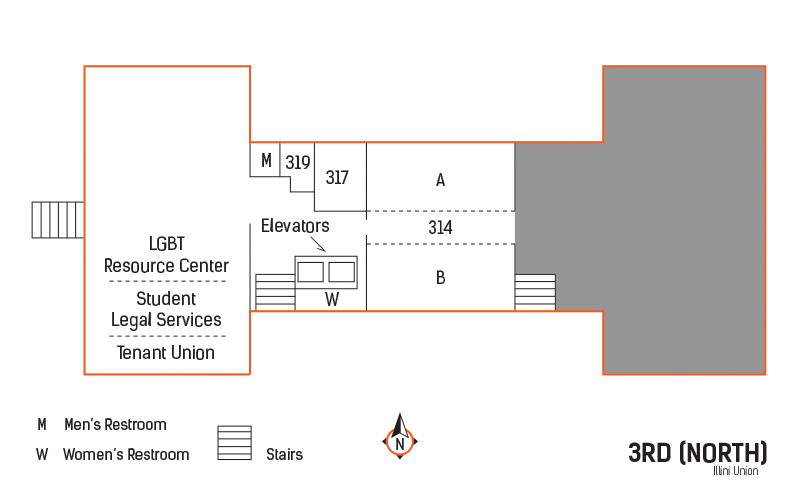 M
319
317
A
Elevators
314
LGBT
Resource Center
Student
Legal Services
Tenant Union
B
W
M Men's Restroom
W Women's Restroom
Stairs
N
3RD (NORTH)
Illini Union